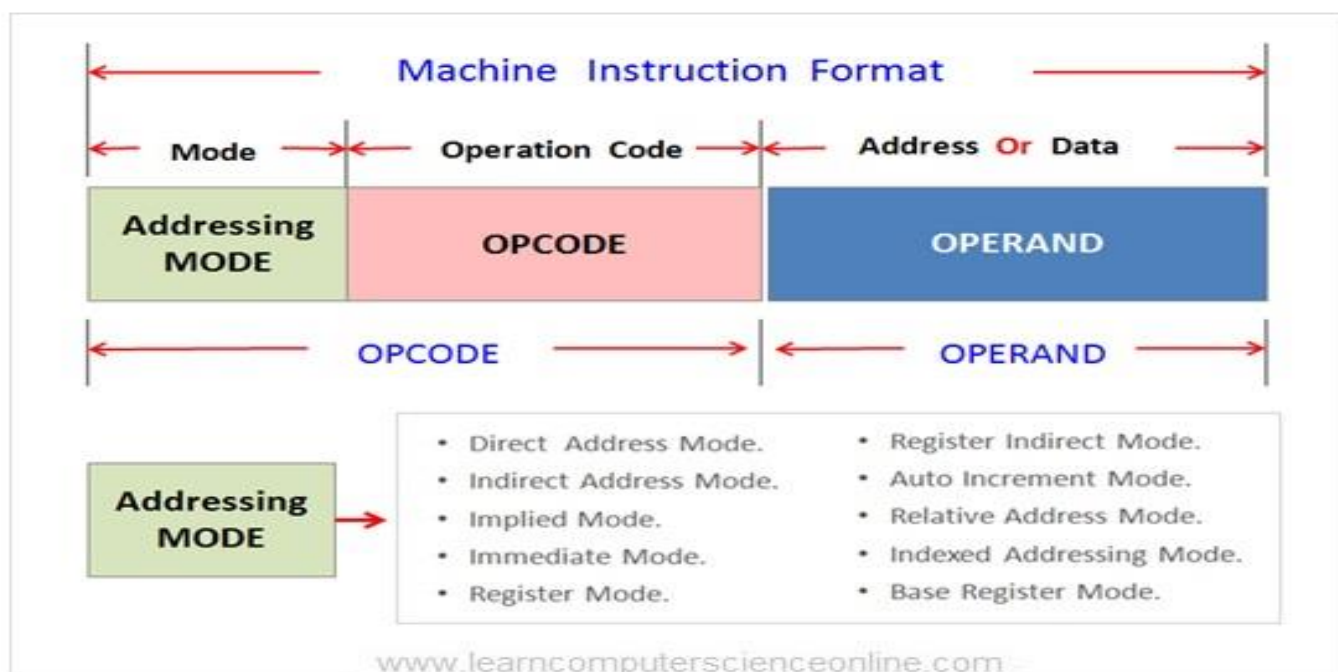 Machine Instruction Format
Mode Operation Code Address Or Data
Addressing MODE
OPCODE
OPERAND
OPCODE OPERAND
Addressing MODE
• Direct Address Mode.
• Indirect Address Mode.
• Implied Mode.
• Immediate Mode.
• Register Mode.
• Register Indirect Mode.
• Auto Increment Mode.
• Relative Address Mode.
• Indexed Addressing Mode.
• Base Register Mode.
www.learncomputerscienceonline.com